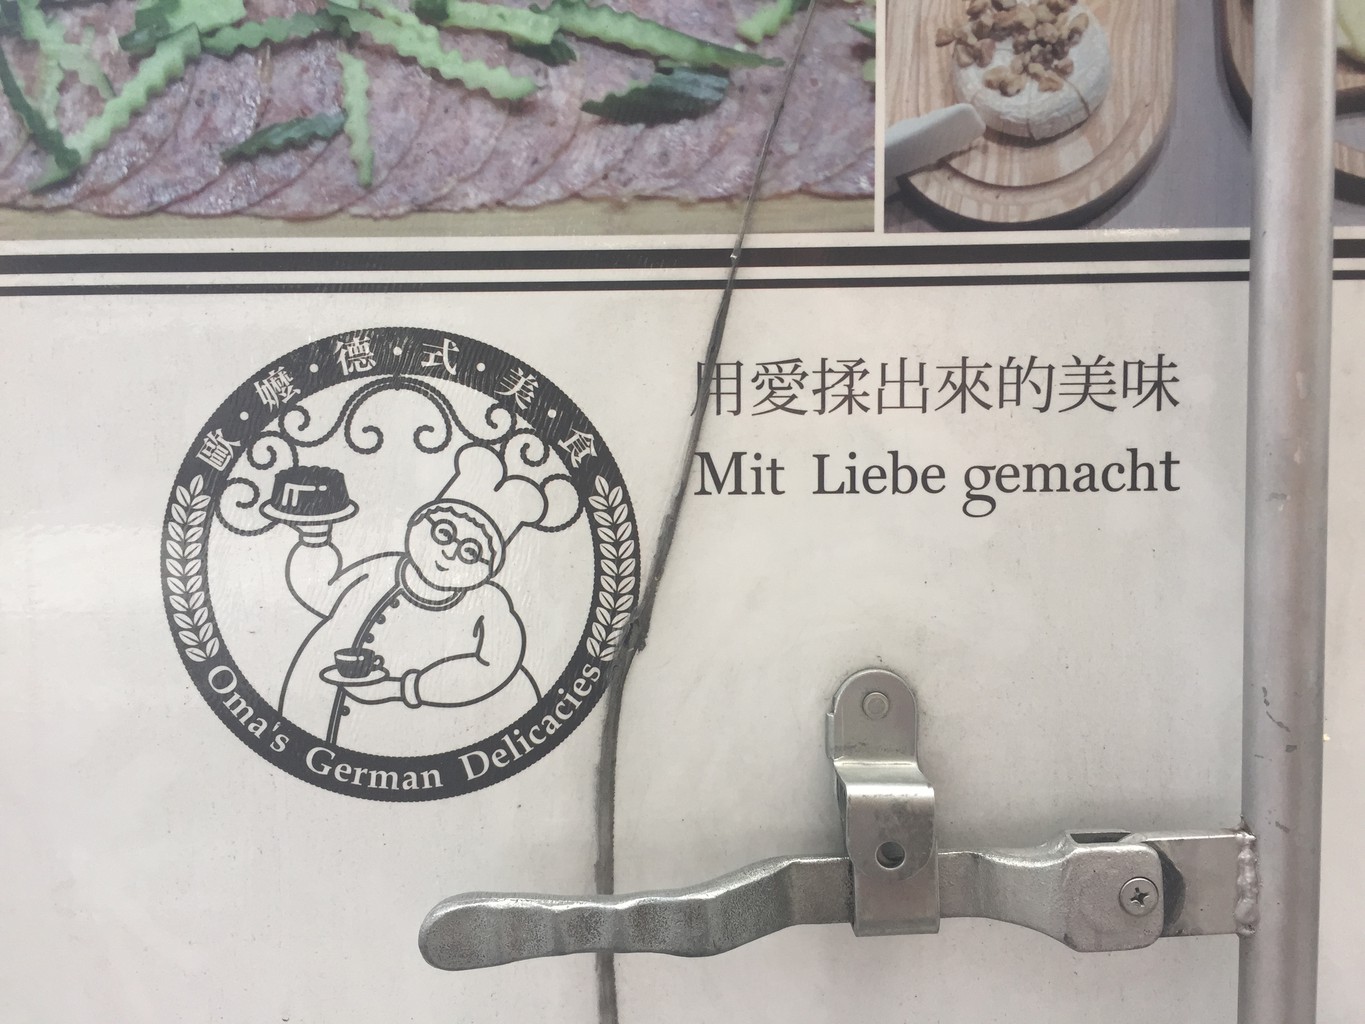 歐·嬤·德·式·美·食
Oma's German Delicacies
用愛揉出來的美味
Mit Liebe gemacht